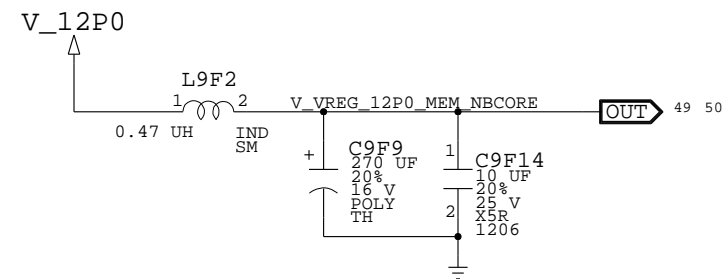 V_12P0
L9F2
1 2
0.47 UH
IND
SM
V_VREG_12P0_MEM_NBCORE
OUT
49 50
+
C9F9
270 UF
20%
16 V
POLY
TH
1
2
C9F14
10 UF
20%
25 V
X5R
1206